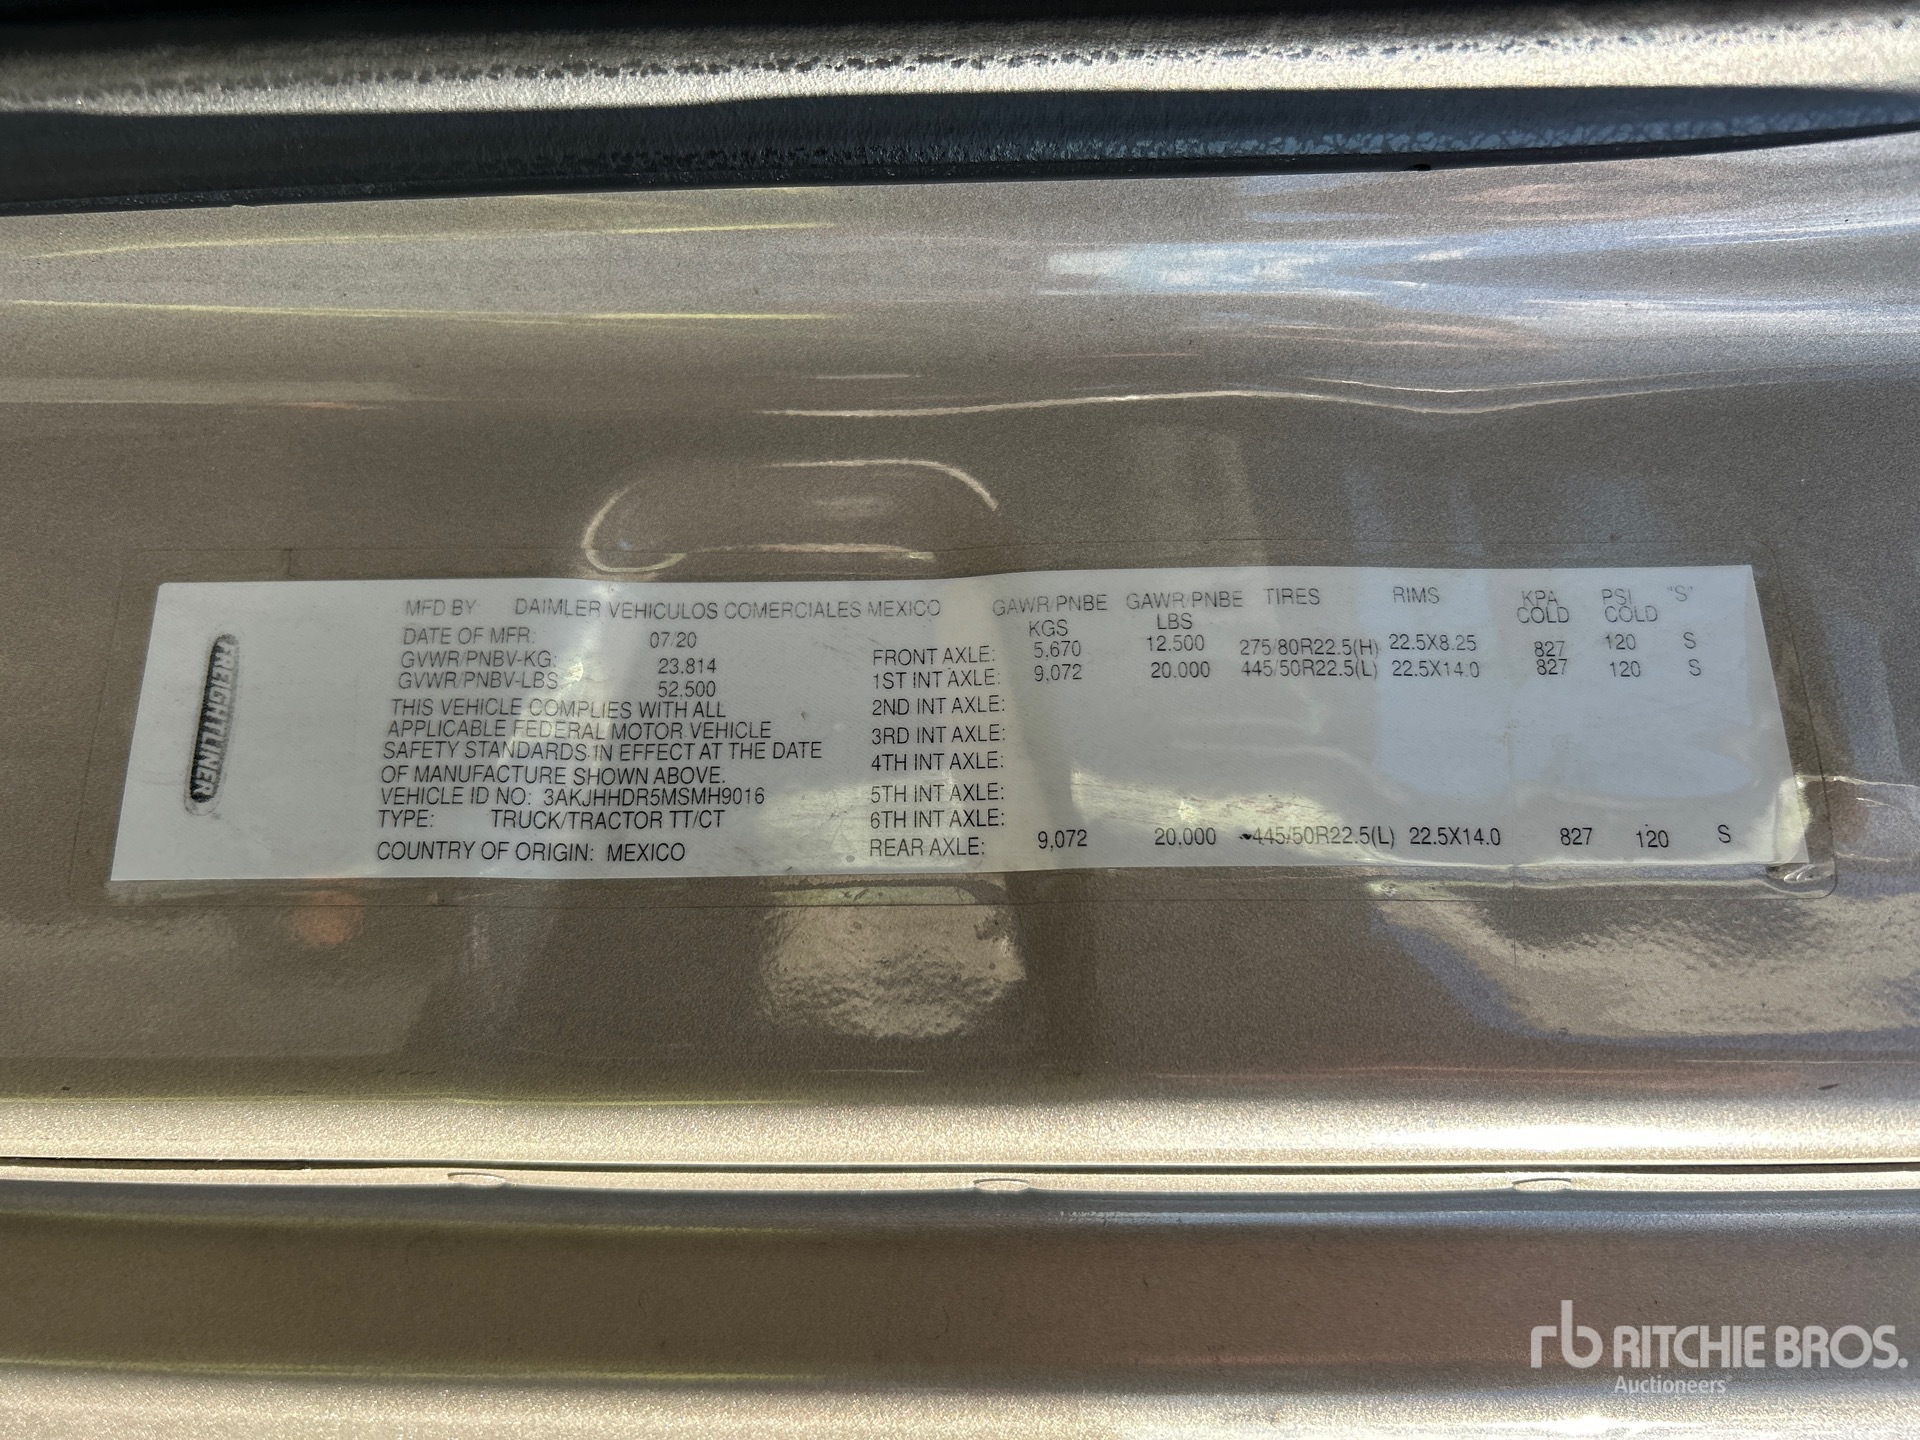 FREIGHTLINER
MFD BY DAIMLER VEHICULOS COMERCIALES MEXICO
DATE OF MFR: 07/20
GVWR/PNBV-KG: 23.814
GVWR/PNBV-LBS 52.500
THIS VEHICLE COMPLIES WITH ALL
APPLICABLE FEDERAL MOTOR VEHICLE
SAFETY STANDARDS IN EFFECT AT THE DATE
OF MANUFACTURE SHOWN ABOVE.
VEHICLE ID NO: 3AKJHHDR5MSMH9016
TYPE: TRUCK/TRACTOR TT/CT
COUNTRY OF ORIGIN: MEXICO
GAWR/PNBE GAWR/PNBE TIRES RIMS KPA PSI "S"
KGS LBS COLD COLD
FRONT AXLE: 5,670 12.500 275/80R22.5(H) 22.5X8.25 827 120 S
1ST INT AXLE: 9,072 20.000 445/50R22.5(L) 22.5X14.0 827 120 S
2ND INT AXLE:
3RD INT AXLE:
4TH INT AXLE:
5TH INT AXLE:
6TH INT AXLE:
REAR AXLE: 9,072 20.000 445/50R22.5(L) 22.5X14.0 827 120 S
rb RITCHIE BROS.
Auctioneers